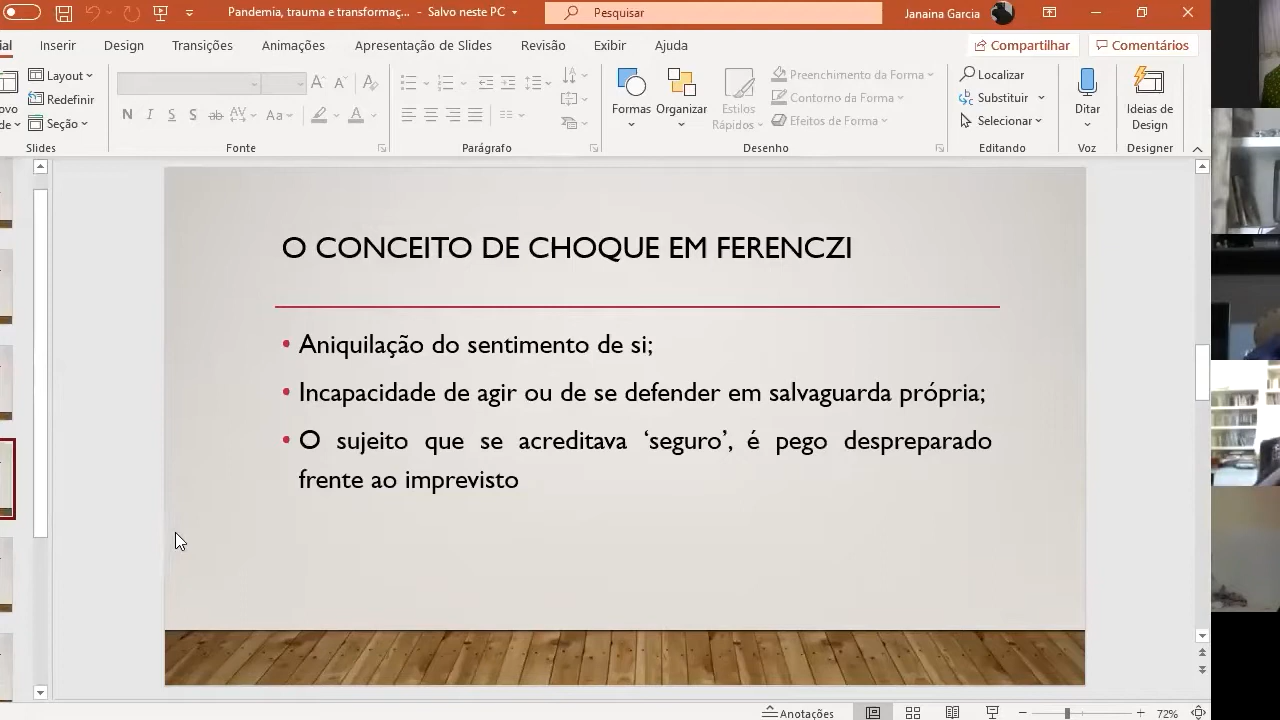 Pandemia, trauma e transformaç... - Salvo neste PC
Pesquisar
Janaina Garcia
Inserir Design Transições Animações Apresentação de Slides Revisão Exibir Ajuda
Compartilhar Comentários
Layout
Redefinir
Seção
Slides
N I S S ab AV Aa A
Fonte
Parágrafo
Formas
Organizar
Estilos Rápidos
Preenchimento da Forma
Contorno da Forma
Efeitos de Forma
Desenho
Localizar
Substituir
Selecionar
Editando
Ditar
Voz
Ideias de Design
Designer
O CONCEITO DE CHOQUE EM FERENCZI
• Aniquilação do sentimento de si;
• Incapacidade de agir ou de se defender em salvaguarda própria;
• O sujeito que se acreditava ‘seguro’, é pego despreparado
frente ao imprevisto
Anotações
72%